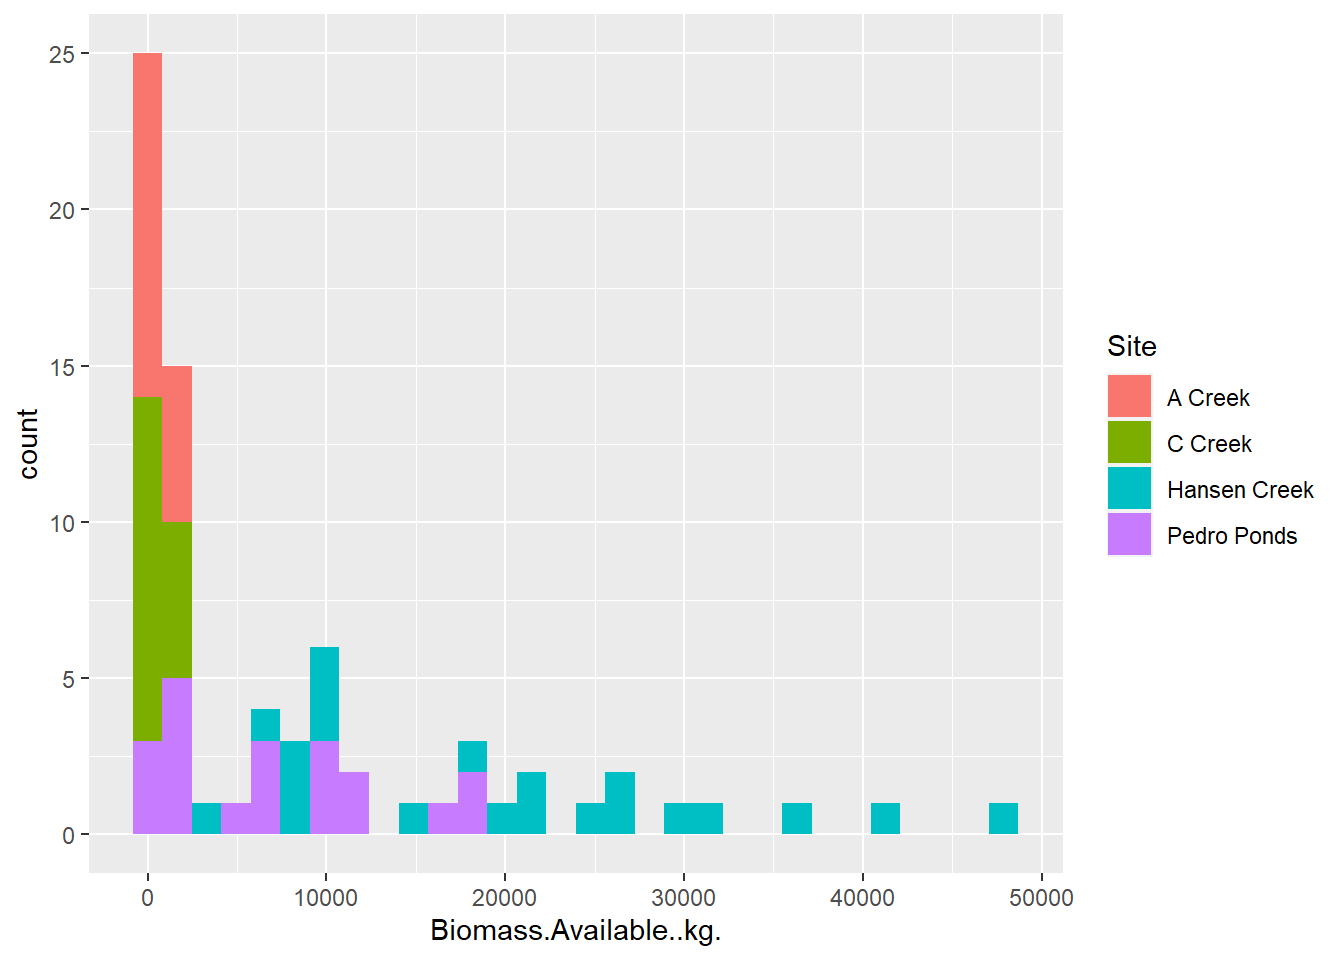 25
20
15
10
5
0
count
0 10000 20000 30000 40000 50000
Biomass.Available..kg.
Site
A Creek
C Creek
Hansen Creek
Pedro Ponds